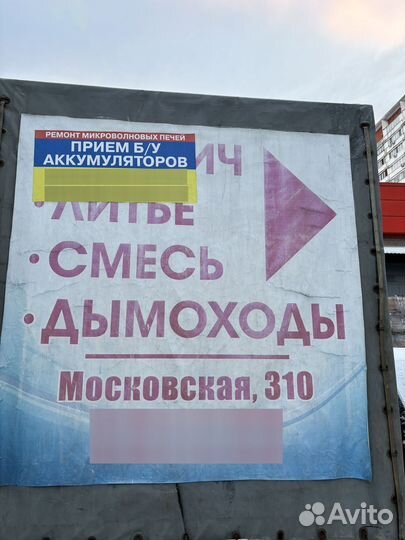 РЕМОНТ МИКРОВОЛНОВЫХ ПЕЧЕЙ
ПРИЕМ Б/У
АККУМУЛЯТОРОВ
• ЛИТЬЕ
• СМЕСЬ
• ДЫМОХОДЫ
Московская, 310
Avito